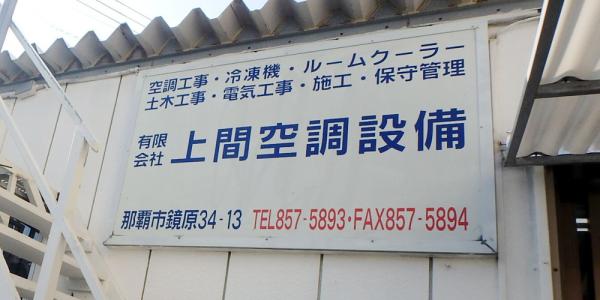 空調工事・冷凍機・ルームクーラー
土木工事・電気工事・施工・保守管理
有限会社 上間空調設備
那覇市鏡原34-13 TEL857-5893・FAX857-5894